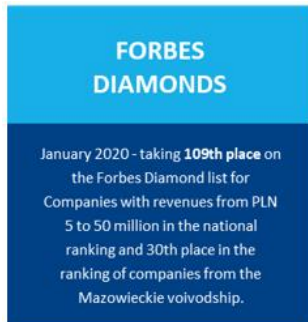 FORBES
DIAMONDS
January 2020 - taking 109th place on
the Forbes Diamond list for
Companies with revenues from PLN
5 to 50 million in the national
ranking and 30th place in the
ranking of companies from the
Mazowieckie voivodship.